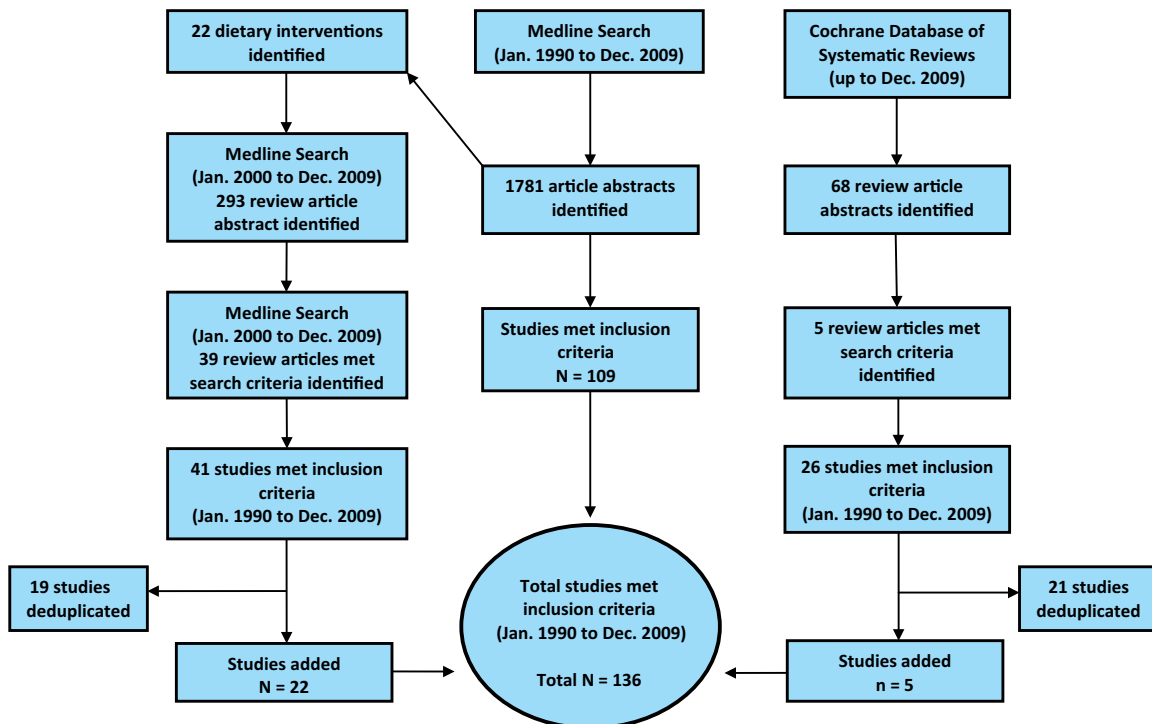 22 dietary interventions
identified
Medline Search
(Jan. 1990 to Dec. 2009)
Cochrane Database of
Systematic Reviews
(up to Dec. 2009)
Medline Search
(Jan. 2000 to Dec. 2009)
293 review article
abstract identified
1781 article abstracts
identified
68 review article
abstracts identified
Medline Search
(Jan. 2000 to Dec. 2009)
39 review articles met
search criteria identified
Studies met inclusion
criteria
N = 109
5 review articles met
search criteria
identified
41 studies met inclusion
criteria
(Jan. 1990 to Dec. 2009)
26 studies met inclusion
criteria
(Jan. 1990 to Dec. 2009)
19 studies
deduplicated
Total studies met
inclusion criteria
(Jan. 1990 to Dec. 2009)
Total N = 136
21 studies
deduplicated
Studies added
N = 22
Studies added
n = 5